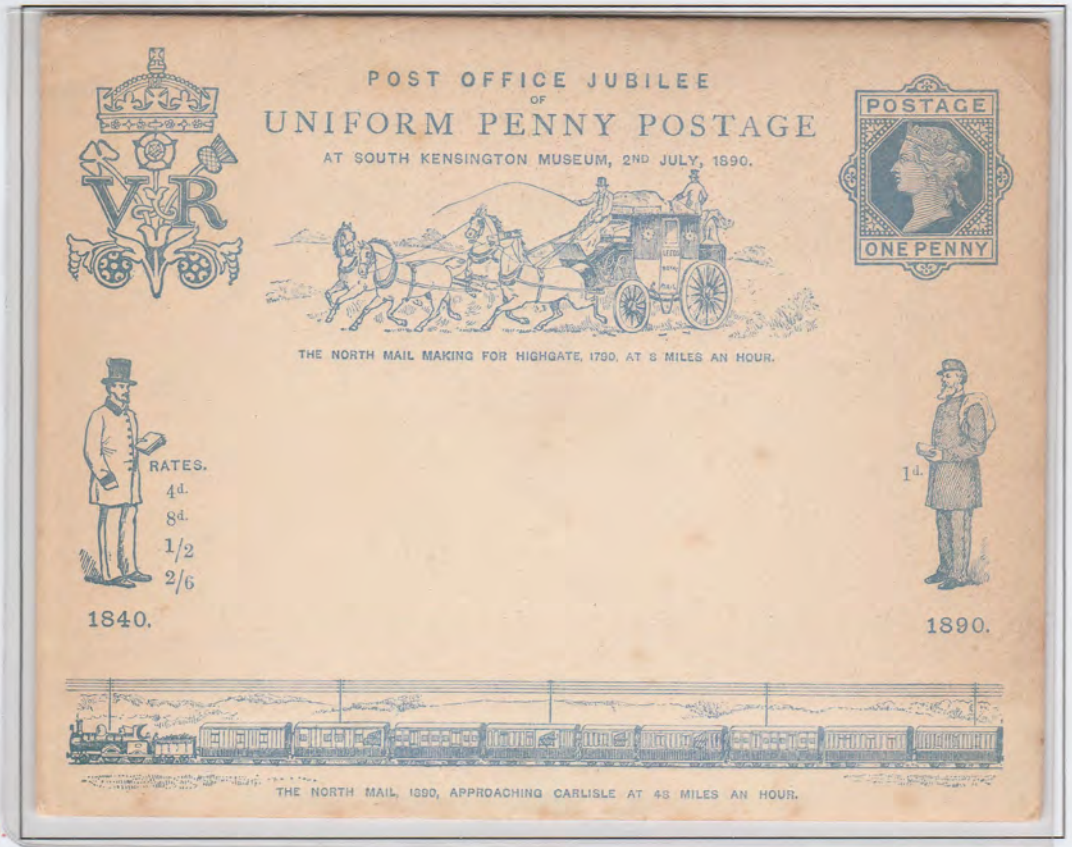 POST OFFICE JUBILEE
OF
UNIFORM PENNY POSTAGE
AT SOUTH KENSINGTON MUSEUM, 2ND JULY, 1890.
VR
POSTAGE
ONE PENNY
ROYAL
MAIL
THE NORTH MAIL MAKING FOR HIGHGATE, 1790, AT 8 MILES AN HOUR.
RATES.
4d.
8d.
1/2
2/6
1840.
1d.
1890.
THE NORTH MAIL, 1890, APPROACHING CARLISLE AT 48 MILES AN HOUR.